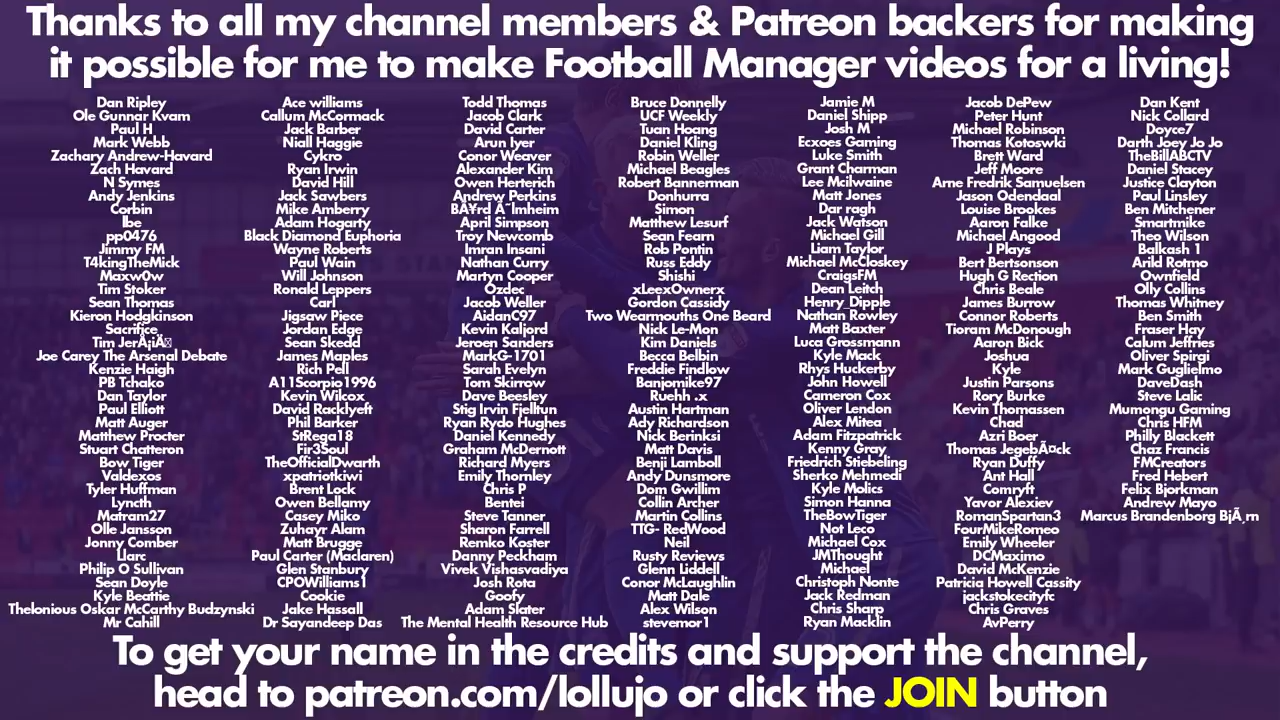 Thanks to all my channel members & Patreon backers for making
it possible for me to make Football Manager videos for a living!
Dan Ripley
Ole Gunnar Kvam
Paul H
Mark Webb
Zachary Andrew-Havard
Zach Havard
N Symes
Andy Jenkins
Corbin
Ibe
pp0476
Jimmy FM
T4kingTheMick
Maxw0w
Tim Stoker
Sean Thomas
Kieron Hodgkinson
Sacrifice
Tim
Joe Carey The Arsenal Debate
Kenzie Haigh
PB Tchako
Dan Taylor
Paul Elliott
Matt Auger
Matthew Procter
Stuart Chatteron
Bow Tiger
Valdexos
Tyler Huffman
Lyncth
Matram27
Olle Jansson
Jonny Comber
Llarc
Philip O Sullivan
Sean Doyle
Kyle Beattie
Thelonious Oskar McCarthy Budzynski
Mr Cahill
Ace williams
Callum McCormack
Jack Barber
Niall Haggie
Cykro
Ryan Irwin
David Hill
Jack Sawbers
Mike Amberry
Adam Hogarty
Black Diamond Euphoria
Wayne Roberts
Paul Wain
Will Johnson
Ronald Leppers
Carl
Jigsaw Piece
Jordan Edge
Sean Skedd
James Maples
Rich Pell
A11Scorpio1996
Kevin Wilcox
David Racklyeft
Phil Barker
StRega18
Fir3Soul
TheOfficialDwarth
xpatriotkiwi
Brent Lock
Owen Bellamy
Casey Miko
Zuhayr Alam
Matt Brugge
Paul Carter (Maclaren)
Glen Stanbury
CPOWilliams1
Cookie
Jake Hassall
Dr Sayandeep Das
Todd Thomas
Jacob Clark
David Carter
Arun Iyer
Conor Weaver
Alexander Kim
Owen Herterich
Andrew Perkins
BÃ¥rd Ã˜lmheim
April Simpson
Troy Newcomb
Imran Insani
Nathan Curry
Martyn Cooper
Ozdec
Jacob Weller
AidanC97
Kevin Kaljord
Jeroen Sanders
MarkG-1701
Sarah Evelyn
Tom Skirrow
Dave Beesley
Stig Irvin Fjelltun
Ryan Rydo Hughes
Daniel Kennedy
Graham McDernott
Richard Myers
Emily Thornley
Chris P
Bentei
Steve Tanner
Sharon Farrell
Remko Koster
Danny Peckham
Vivek Vishasvadiya
Josh Rota
Goofy
Adam Slater
The Mental Health Resource Hub
Bruce Donnelly
UCF Weekly
Tuan Hoang
Daniel Kling
Robin Weller
Michael Beagles
Robert Bannerman
Donhurra
Simon
Matthew Lesurf
Sean Fearn
Rob Pontin
Russ Eddy
Shishi
xLeexOwnerx
Gordon Cassidy
Two Wearmouths One Beard
Nick Le-Mon
Kim Daniels
Becca Belbin
Freddie Findlow
Banjomike97
Ruehh .x
Austin Hartman
Ady Richardson
Nick Berinksi
Matt Davis
Benji Lamboll
Andy Dunsmore
Dom Gwillim
Collin Archer
Martin Collins
TTG- RedWood
Neil
Rusty Reviews
Glenn Liddell
Conor McLaughlin
Matt Dale
Alex Wilson
stevemor1
Jamie M
Daniel Shipp
Josh M
Ecxoes Gaming
Luke Smith
Grant Charman
Lee Mcilwaine
Matt Jones
Dar ragh
Jack Watson
Michael Gill
Liam Taylor
Michael McCloskey
CraigsFM
Dean Leitch
Henry Dipple
Nathan Rowley
Matt Baxter
Luca Grossmann
Kyle Mack
Rhys Huckerby
John Howell
Cameron Cox
Oliver Lendon
Alex Mitea
Adam Fitzpatrick
Kenny Gray
Friedrich Stiebeling
Sherko Mehmedi
Kyle Molics
Simon Hanna
TheBowTiger
Not Leco
Michael Cox
JMThought
Michael
Christoph Nonte
Jack Redman
Chris Sharp
Ryan Macklin
Jacob DePew
Peter Hunt
Michael Robinson
Thomas Kotoswki
Brett Ward
Jeff Moore
Arne Fredrik Samuelsen
Jason Odendaal
Louise Brookes
Aaron Falke
Michael Angood
J Plays
Bert Bertsonson
Hugh G Rection
Chris Beale
James Burrow
Connor Roberts
Tioram McDonough
Aaron Bick
Joshua
Kyle
Justin Parsons
Rory Burke
Kevin Thomassen
Chad
Azri Boer
Thomas JegebÃ¤ck
Ryan Duffy
Ant Hall
Comryft
Yavor Alexiev
RomanSpartan3
FourMikeRomeo
Emily Wheeler
DCMaximo
David McKenzie
Patricia Howell Cassity
jackstokecityfc
Chris Graves
AvPerry
Dan Kent
Nick Collard
Doyce7
Darth Joey Jo Jo
TheBillABCTV
Daniel Stacey
Justice Clayton
Paul Linsley
Ben Mitchener
Smartmike
Theo Wilson
Balkash 1
Arild Rotmo
Ownfield
Olly Collins
Thomas Whitney
Ben Smith
Fraser Hay
Calum Jeffries
Oliver Spirgi
Mark Guglielmo
DaveDash
Steve Lalic
Mumongu Gaming
Chris HFM
Philly Blackett
Chaz Francis
FMCreators
Fred Hebert
Felix Bjorkman
Andrew Mayo
Marcus Brandenborg BjÃ¸rn
To get your name in the credits and support the channel,
head to patreon.com/lollujo or click the JOIN button